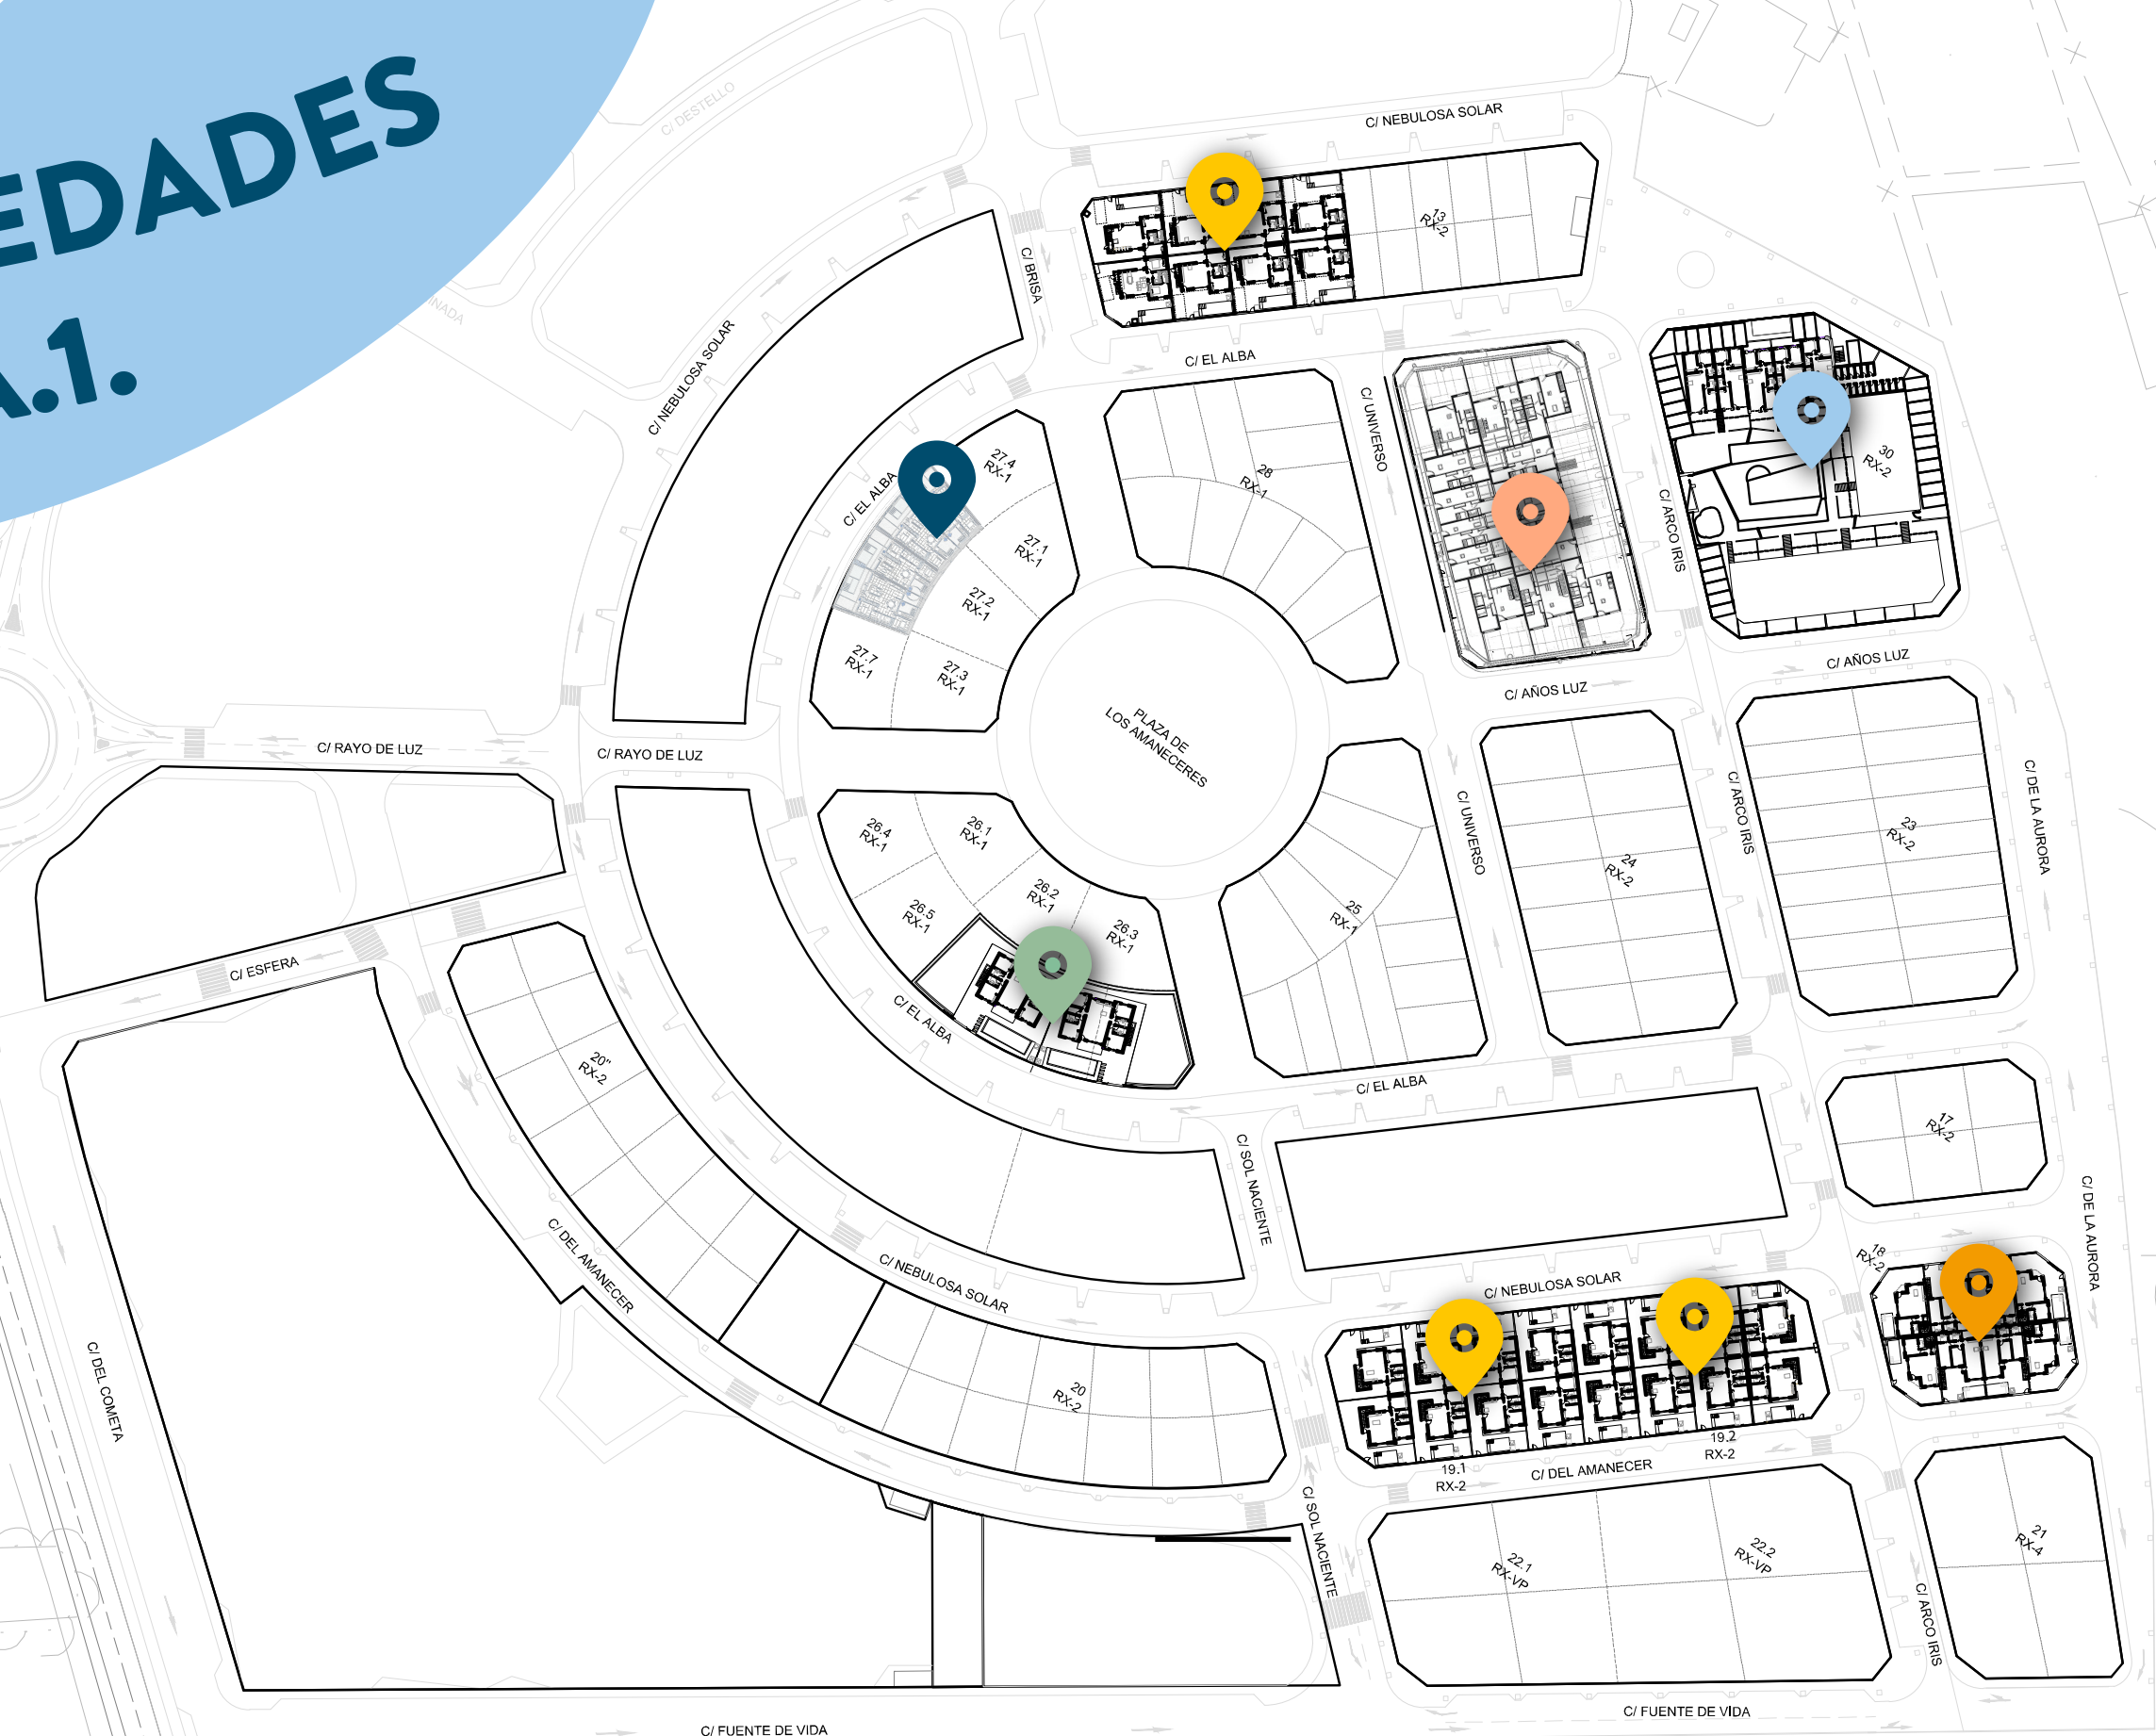 EDADES
A.1.
C/ DESTELLO
C/ NEBULOSA SOLAR
C/ BRISA
13
RX-2
INADA
C/ NEBULOSA SOLAR
C/ EL ALBA
C/ UNIVERSO
27.4
RX-1
C/ EL ALBA
28
RX-1
30
RX-2
C/ ARCO IRIS
27.1
RX-1
27.2
RX-1
27.7
RX-1
27.3
RX-1
C/ AÑOS LUZ
C/ AÑOS LUZ
PLAZA DE
LOS AMANECERES
C/ RAYO DE LUZ
C/ RAYO DE LUZ
C/ UNIVERSO
C/ ARCO IRIS
C/ DE LA AURORA
26.4
RX-1
26.1
RX-1
23
RX-2
24
RX-2
26.2
RX-1
26.5
RX-1
26.3
RX-1
25
RX-1
C/ ESFERA
C/ EL ALBA
20"
RX-2
C/ EL ALBA
17
RX-2
C/ SOL NACIENTE
C/ DE LA AURORA
C/ DEL AMANECER
C/ NEBULOSA SOLAR
C/ NEBULOSA SOLAR
18
RX-2
C/ DEL COMETA
20
RX-2
19.2
RX-2
19.1
RX-2
C/ DEL AMANECER
C/ SOL NACIENTE
22.1
RX-VP
22.2
RX-VP
21
RX-4
C/ ARCO IRIS
C/ FUENTE DE VIDA
C/ FUENTE DE VIDA